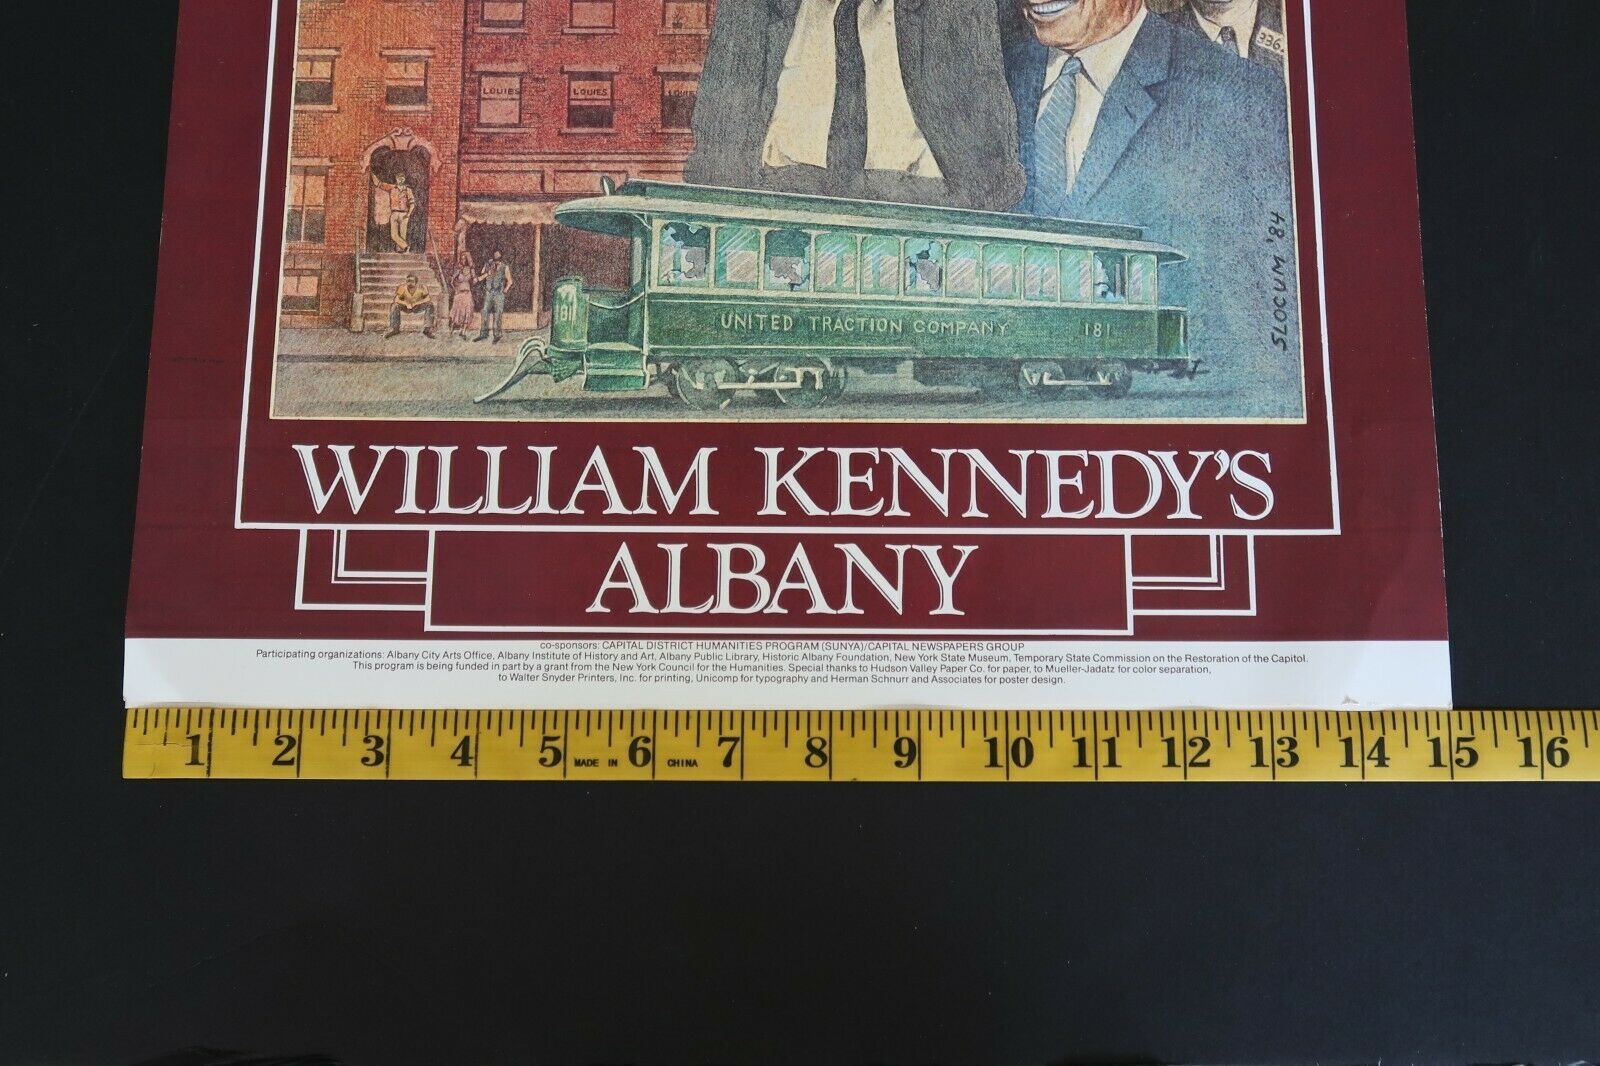 336.
LOUIES LOUIES LOUIES
SLOCUM '84
181
UNITED TRACTION COMPANY 181
WILLIAM KENNEDY'S
ALBANY
co-sponsors: CAPITAL DISTRICT HUMANITIES PROGRAM (SUNYA)/CAPITAL NEWSPAPERS GROUP
Participating organizations: Albany City Arts Office, Albany Institute of History and Art, Albany Public Library, Historic Albany Foundation, New York State Museum, Temporary State Commission on the Restoration of the Capitol.
This program is being funded in part by a grant from the New York Council for the Humanities. Special thanks to Hudson Valley Paper Co. for paper, to Mueller-Jadatz for color separation,
to Walter Snyder Printers, Inc. for printing, Unicomp for typography and Herman Schnurr and Associates for poster design.
1 2 3 4 5 MADE IN 6 CHINA 7 8 9 10 11 12 13 14 15 16